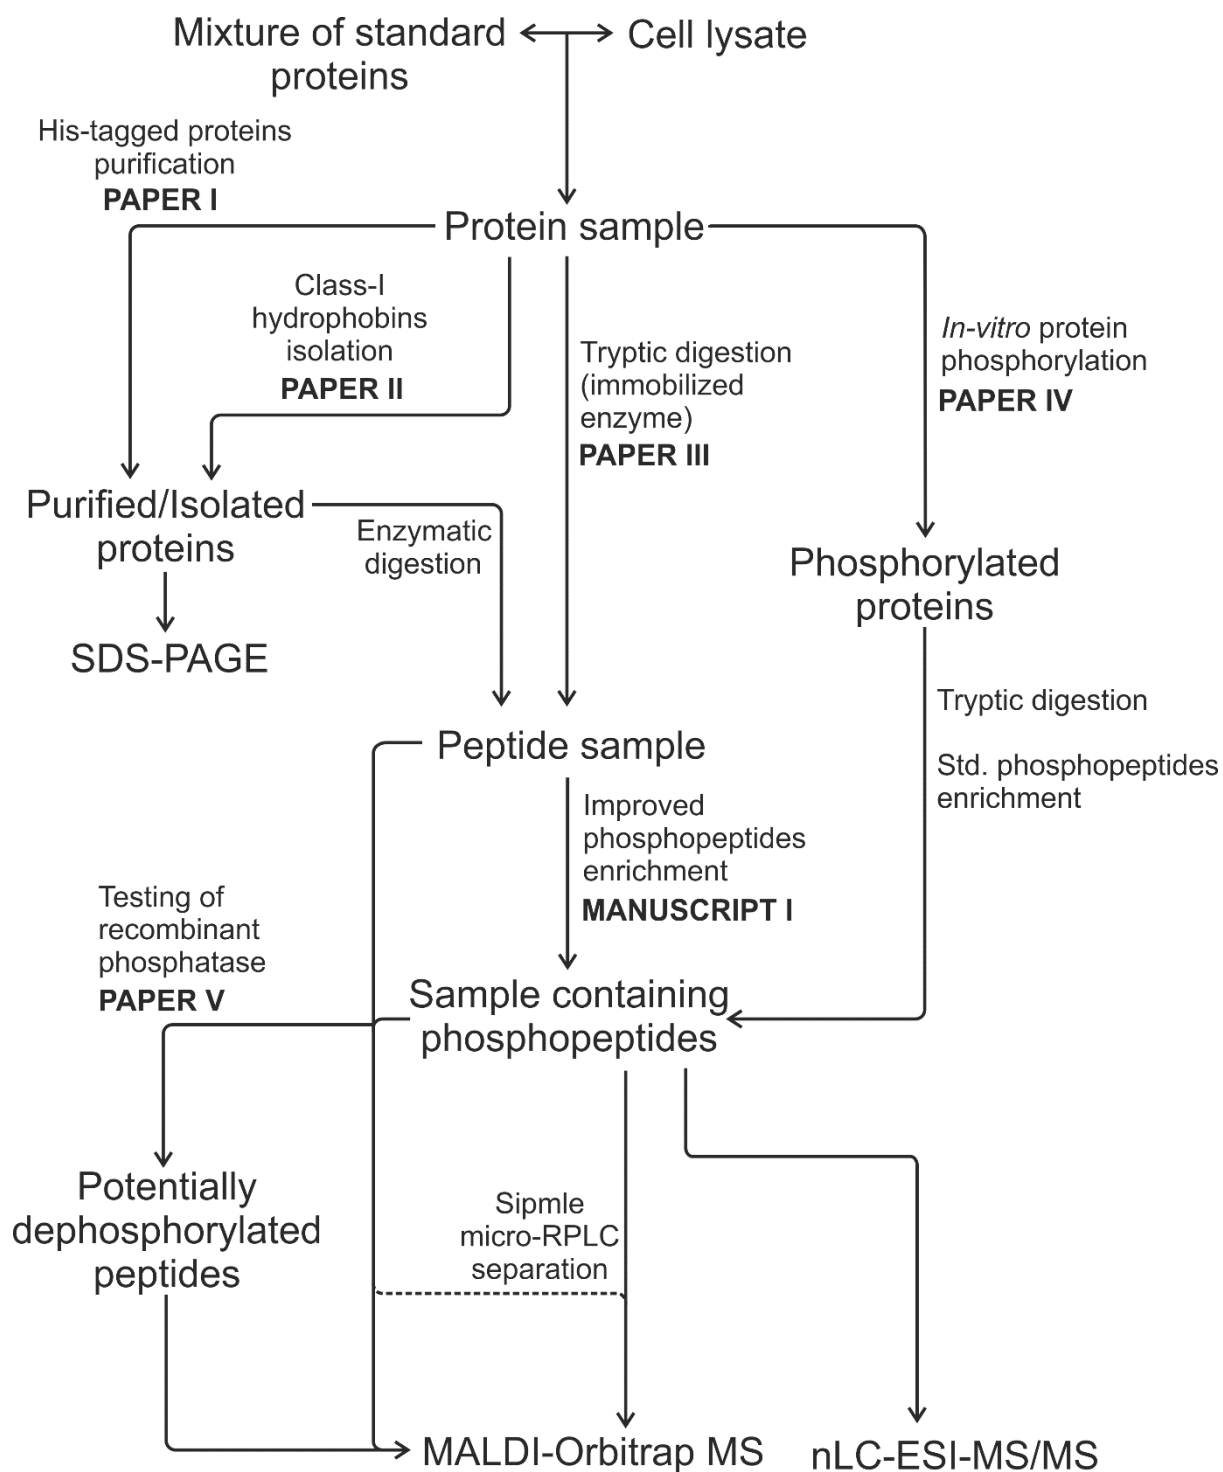 Mixture of standard
proteins
Cell lysate
His-tagged proteins
purification
PAPER I
Protein sample
Class-I
hydrophobins
isolation
PAPER II
Tryptic digestion
(immobilized
enzyme)
PAPER III
In-vitro protein
phosphorylation
PAPER IV
Purified/Isolated
proteins
Enzymatic
digestion
Phosphorylated
proteins
SDS-PAGE
Tryptic digestion
Std. phosphopeptides
enrichment
Peptide sample
Improved
phosphopeptides
enrichment
MANUSCRIPT I
Testing of
recombinant
phosphatase
PAPER V
Sample containing
phosphopeptides
Potentially
dephosphorylated
peptides
Sipmle
micro-RPLC
separation
MALDI-Orbitrap MS
nLC-ESI-MS/MS